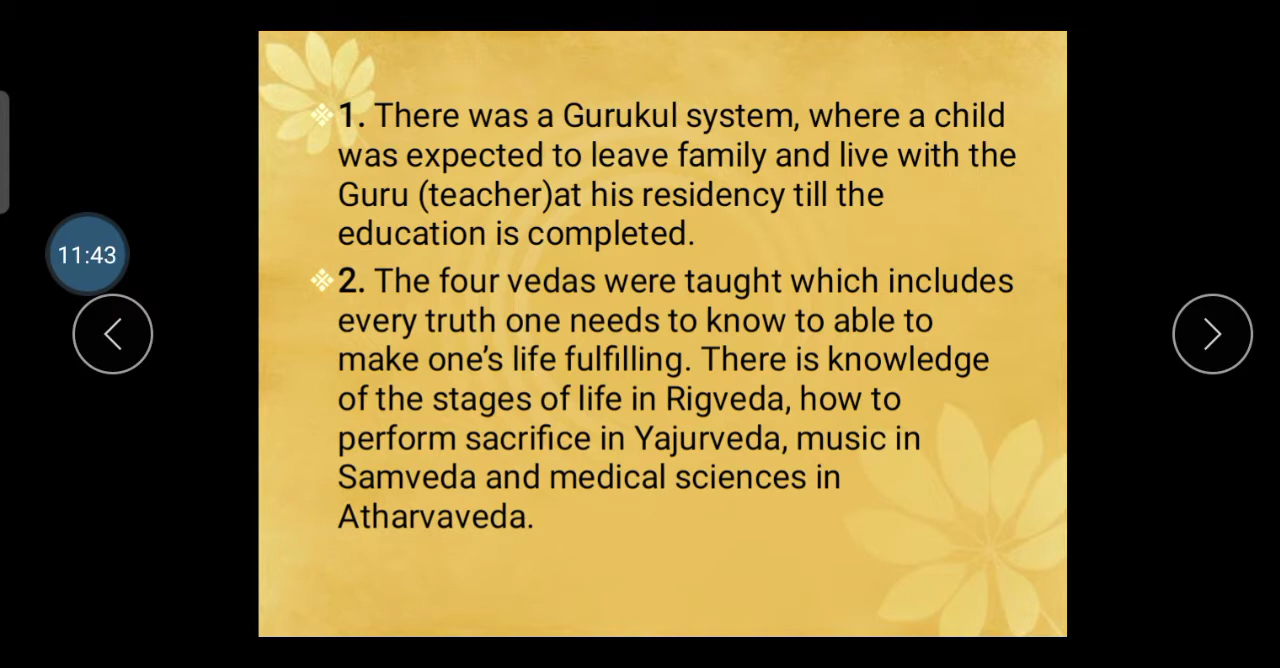 1. There was a Gurukul system, where a child
was expected to leave family and live with the
Guru (teacher)at his residency till the
education is completed.
11:43
2. The four vedas were taught which includes
every truth one needs to know to able to
make one’s life fulfilling. There is knowledge
of the stages of life in Rigveda, how to
perform sacrifice in Yajurveda, music in
Samveda and medical sciences in
Atharvaveda.